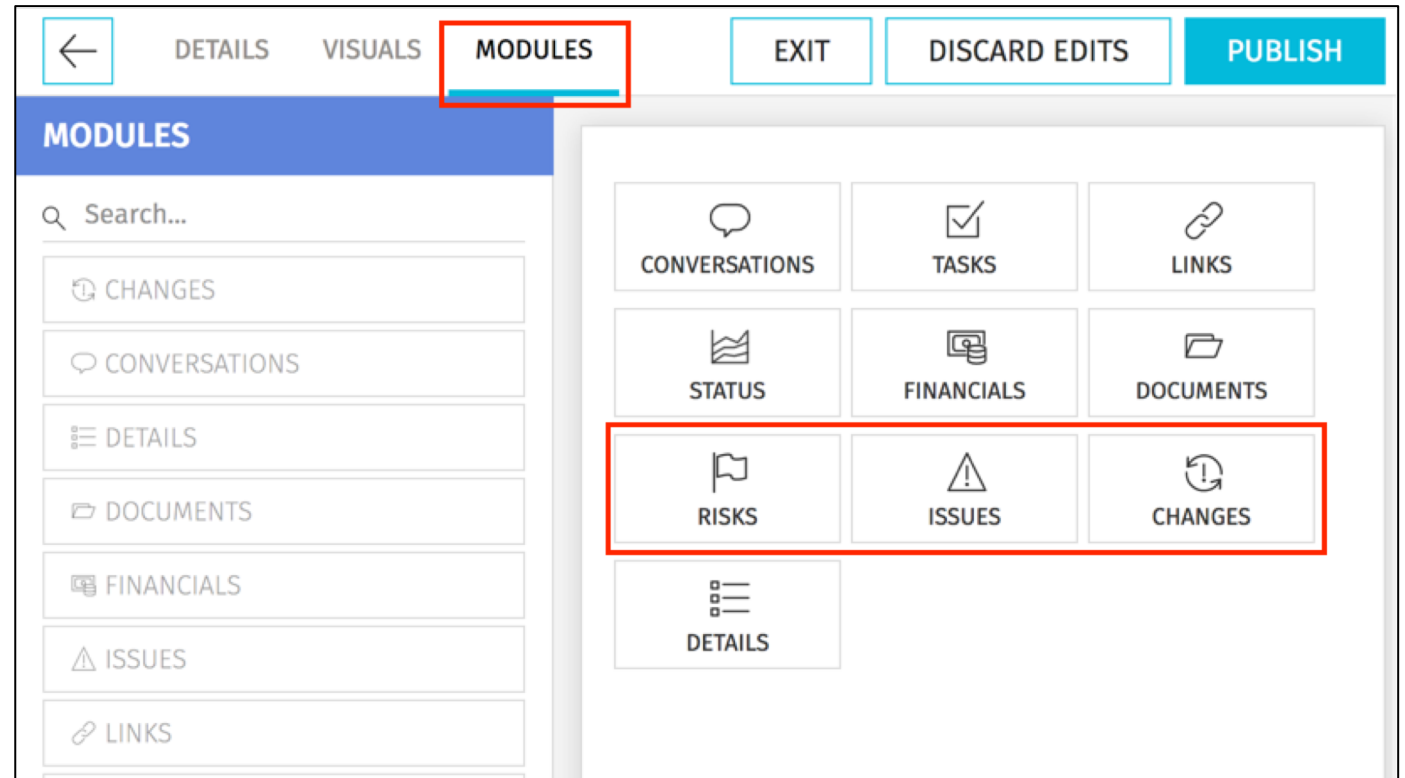 DETAILS VISUALS MODULES EXIT DISCARD EDITS PUBLISH
MODULES
Search...
CHANGES
CONVERSATIONS
DETAILS
DOCUMENTS
FINANCIALS
ISSUES
LINKS
CONVERSATIONS TASKS LINKS
STATUS FINANCIALS DOCUMENTS
RISKS ISSUES CHANGES
DETAILS